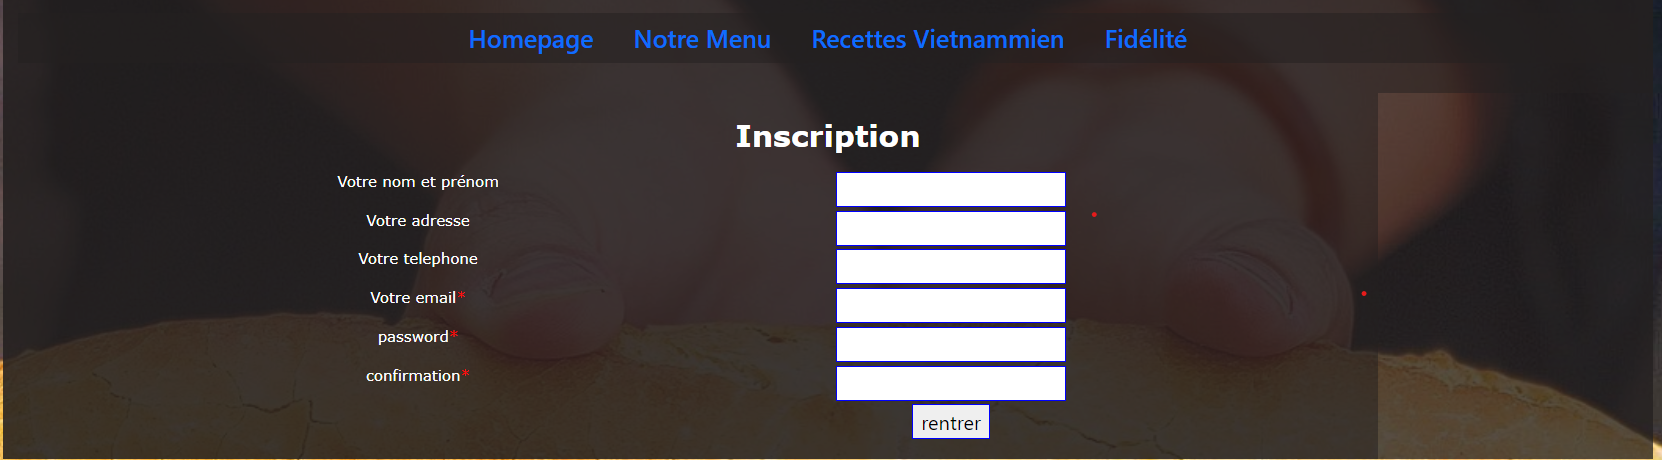 Homepage Notre Menu Recettes Vietnammien Fidélité
Inscription
Votre nom et prénom
Votre adresse
Votre telephone
Votre email*
password*
confirmation*
rentrer